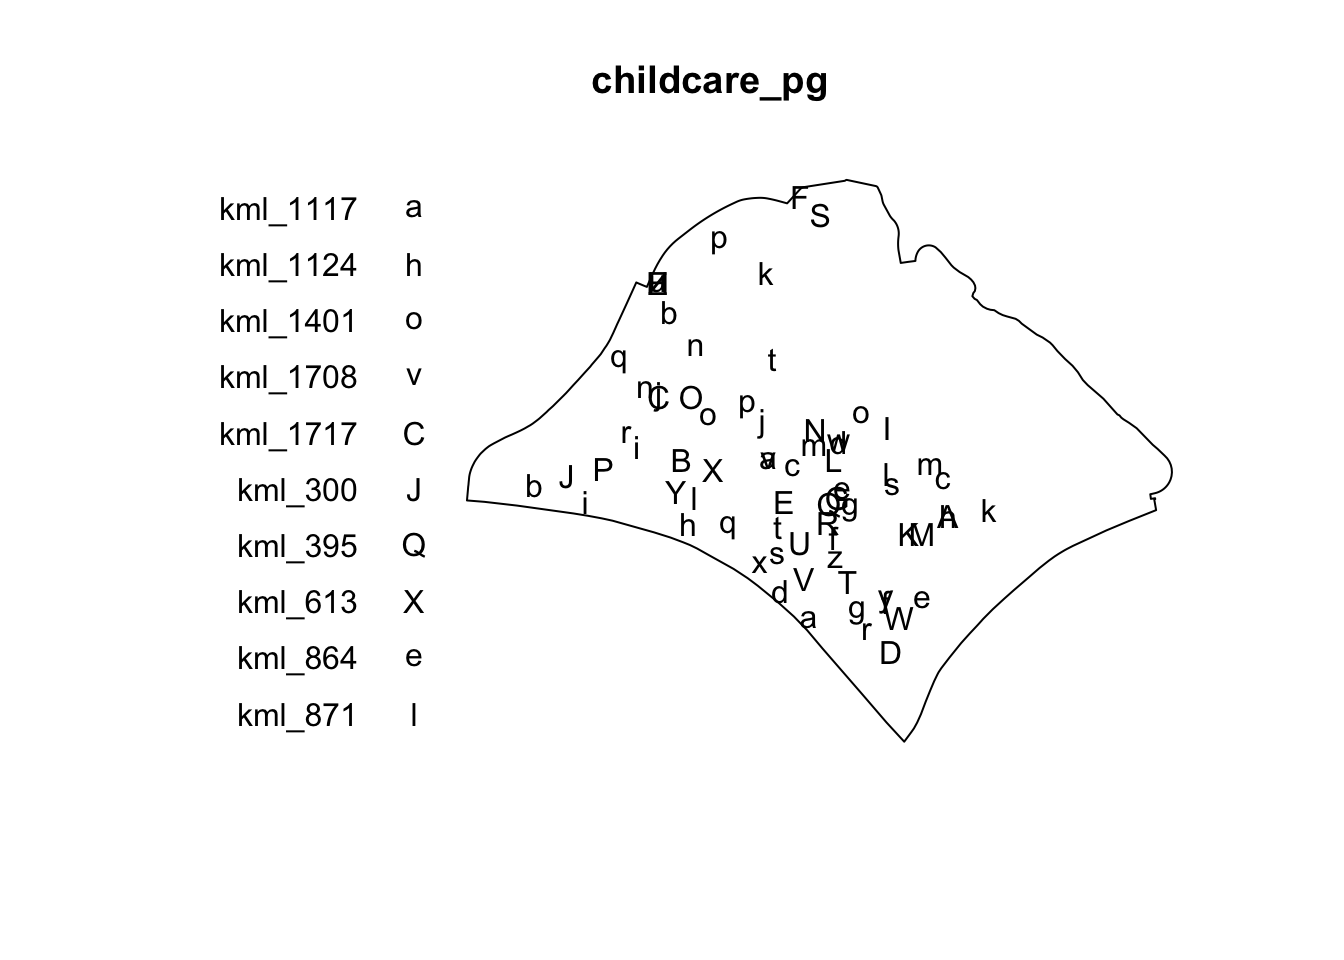 childcare_pg
kml_1117 a
kml_1124 h
kml_1401 o
kml_1708 v
kml_1717 C
kml_300 J
kml_395 Q
kml_613 X
kml_864 e
kml_871 l
F
S
p
k
b
n
q
t
n j C O p
o j o
N w l
r i m d
B X a v c L m
P l s c
b J Y l E e
i g k
h q t R A h
K M
U f
x s z
V T
d y e
a g W
r
D